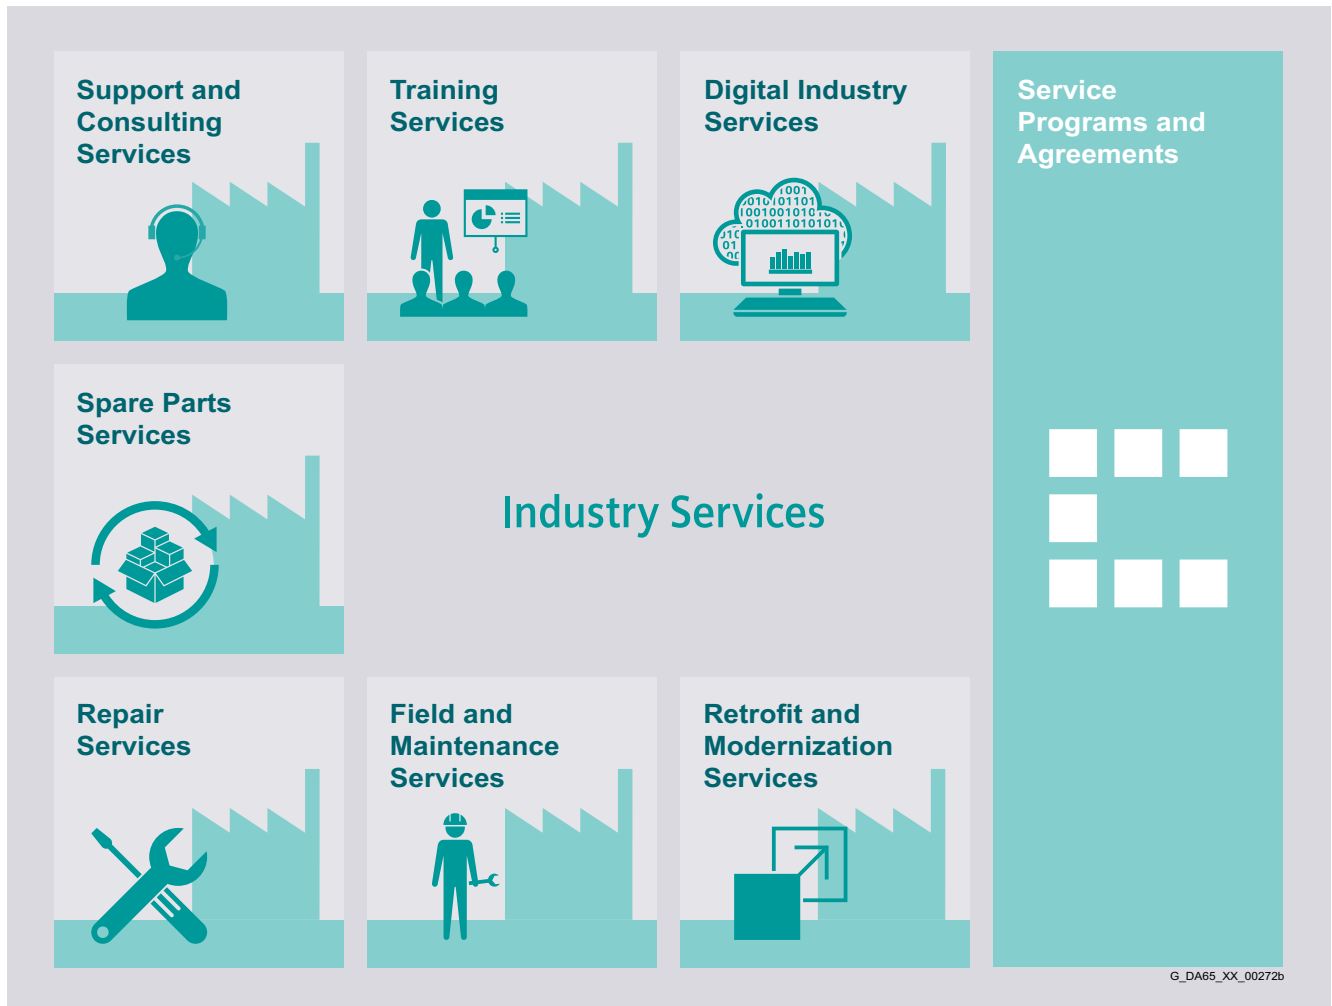 Support and
Consulting
Services
Training
Services
Digital Industry
Services
Service
Programs and
Agreements
Spare Parts
Services
Industry Services
Repair
Services
Field and
Maintenance
Services
Retrofit and
Modernization
Services
G_DA65_XX_00272b